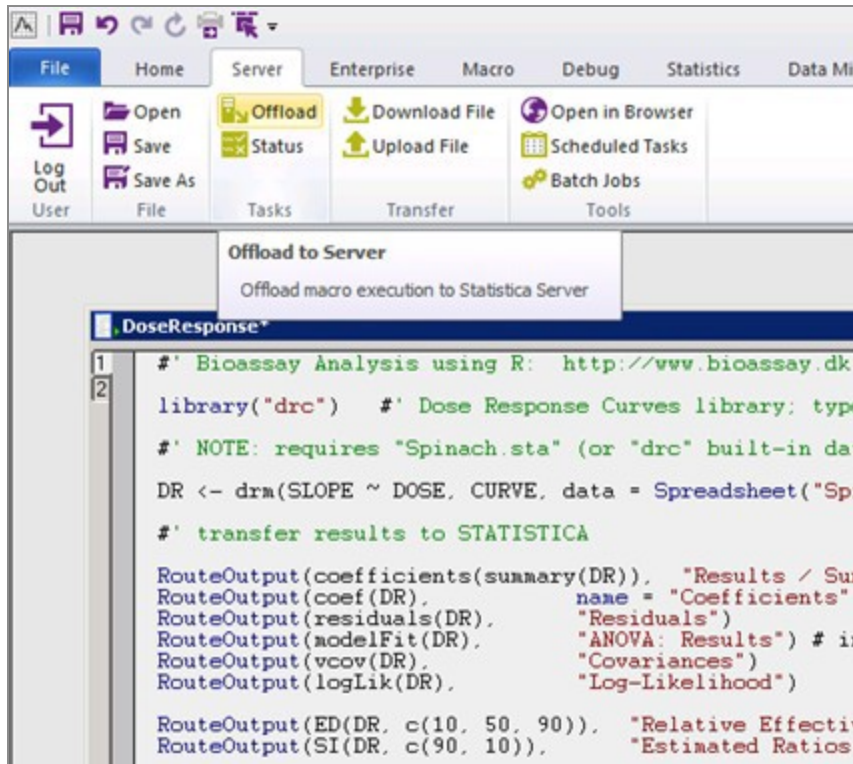 File Home Server Enterprise Macro Debug Statistics Data Mi
Open Offload Download File Open in Browser
Save Status Upload File Scheduled Tasks
Log Out
Save As Batch Jobs
User File Tasks Transfer Tools
Offload to Server
Offload macro execution to Statistica Server
DoseResponse*
1 #' Bioassay Analysis using R: http://www.bioassay.dk
2
library("drc") #' Dose Response Curves library; type
#' NOTE: requires "Spinach.sta" (or "drc" built-in da
DR <- drm(SLOPE ~ DOSE, CURVE, data = Spreadsheet("Sp
#' transfer results to STATISTICA
RouteOutput(coefficients(summary(DR)), "Results / Su
RouteOutput(coef(DR), name = "Coefficients"
RouteOutput(residuals(DR), "Residuals")
RouteOutput(modelFit(DR), "ANOVA: Results") # i
RouteOutput(vcov(DR), "Covariances")
RouteOutput(logLik(DR), "Log-Likelihood")
RouteOutput(ED(DR, c(10, 50, 90)), "Relative Effecti
RouteOutput(SI(DR, c(90, 10)), "Estimated Ratios